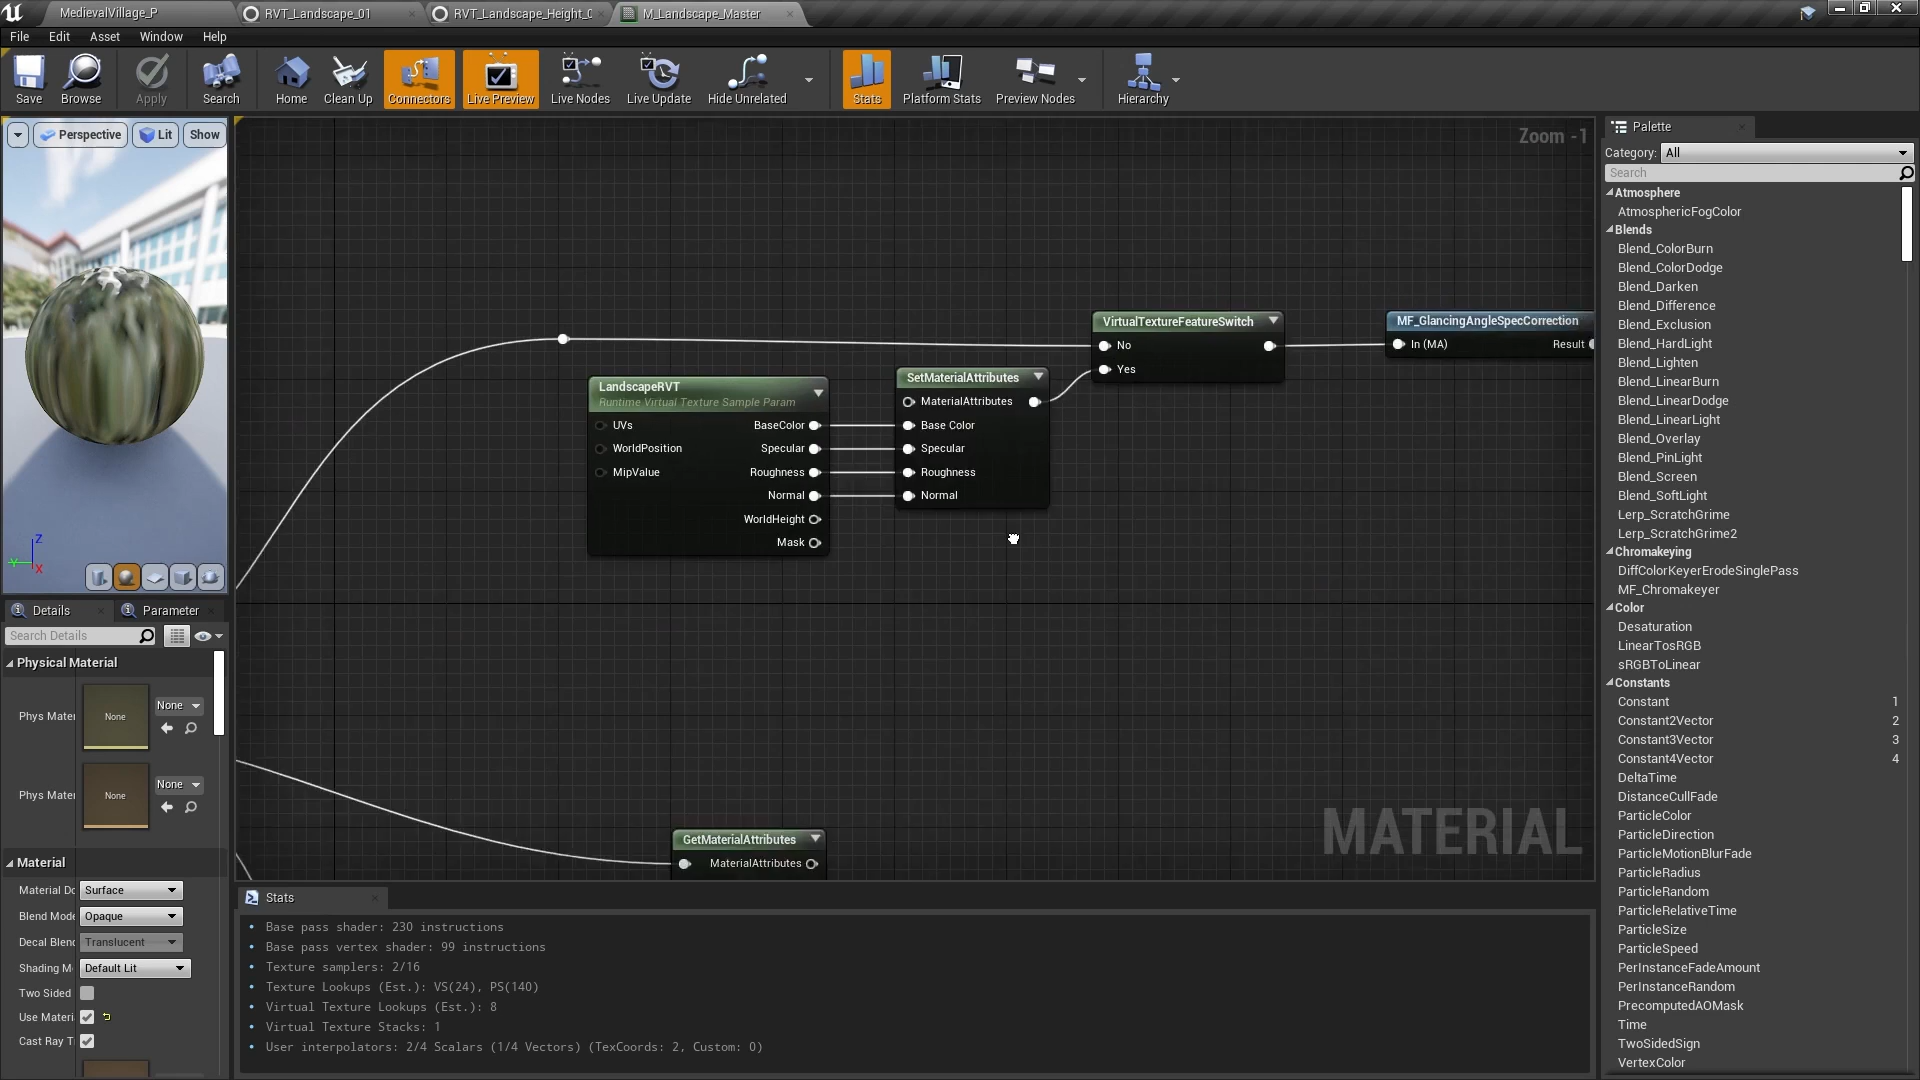 MedievalVillage_P
RVT_Landscape_01
RVT_Landscape_Height_
M_Landscape_Master
File Edit Asset Window Help
Save Browse Apply Search Home Clean Up Connectors Live Preview Live Nodes Live Update Hide Unrelated Stats Platform Stats Preview Nodes Hierarchy
Perspective Lit Show
Zoom -1
VirtualTextureFeatureSwitch
No
Yes
MF_GlancingAngleSpecCorrection
In (MA) Result
LandscapeRVT
Runtime Virtual Texture Sample Param
UVs BaseColor
WorldPosition Specular
MipValue Roughness
Normal
WorldHeight
Mask
SetMaterialAttributes
MaterialAttributes
Base Color
Specular
Roughness
Normal
GetMaterialAttributes
MaterialAttributes
MATERIAL
Z
Y
X
Details Parameter
Search Details
Physical Material
Phys Mater None None
Phys Mater None None
Material
Material Do Surface
Blend Mode Opaque
Decal Blend Translucent
Shading M Default Lit
Two Sided
Use Materi
Cast Ray T
Stats
• Base pass shader: 230 instructions
• Base pass vertex shader: 99 instructions
• Texture samplers: 2/16
• Texture Lookups (Est.): VS(24), PS(140)
• Virtual Texture Lookups (Est.): 8
• Virtual Texture Stacks: 1
• User interpolators: 2/4 Scalars (1/4 Vectors) (TexCoords: 2, Custom: 0)
Palette
Category: All
Search
Atmosphere
AtmosphericFogColor
Blends
Blend_ColorBurn
Blend_ColorDodge
Blend_Darken
Blend_Difference
Blend_Exclusion
Blend_HardLight
Blend_Lighten
Blend_LinearBurn
Blend_LinearDodge
Blend_LinearLight
Blend_Overlay
Blend_PinLight
Blend_Screen
Blend_SoftLight
Lerp_ScratchGrime
Lerp_ScratchGrime2
Chromakeying
DiffColorKeyerErodeSinglePass
MF_Chromakeyer
Color
Desaturation
LinearTosRGB
sRGBToLinear
Constants
Constant 1
Constant2Vector 2
Constant3Vector 3
Constant4Vector 4
DeltaTime
DistanceCullFade
ParticleColor
ParticleDirection
ParticleMotionBlurFade
ParticleRadius
ParticleRandom
ParticleRelativeTime
ParticleSize
ParticleSpeed
PerInstanceFadeAmount
PerInstanceRandom
PrecomputedAOMask
Time
TwoSidedSign
VertexColor